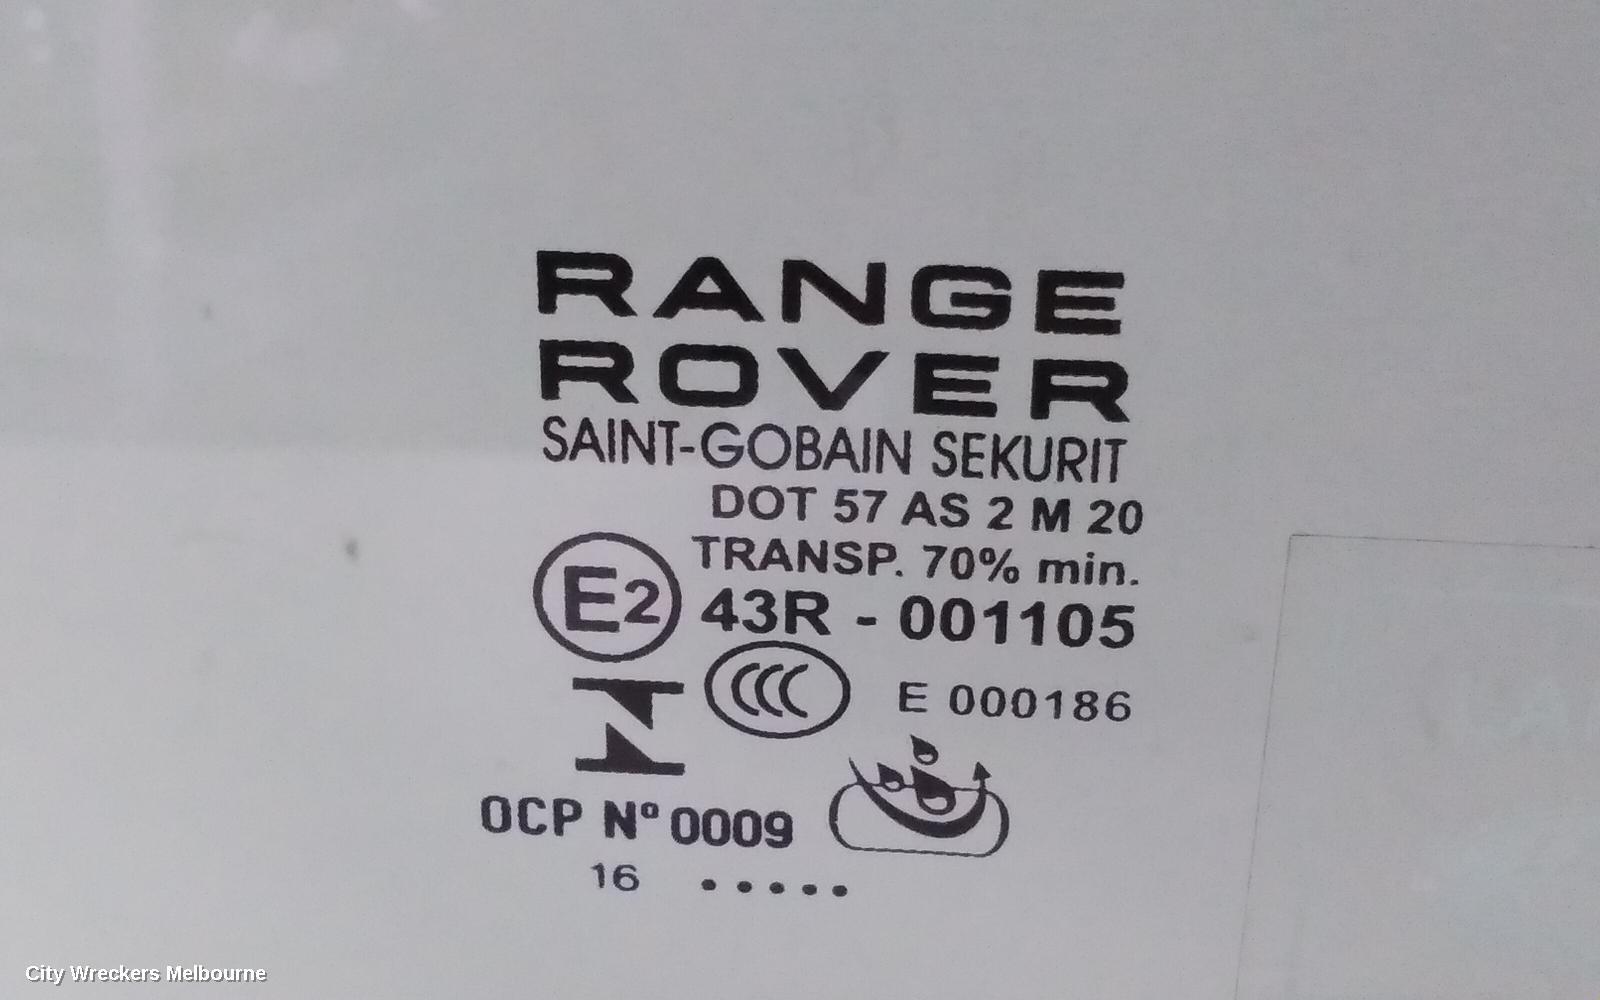 RANGE
ROVER
SAINT-GOBAIN SEKURIT
DOT 57 AS 2 M 20
TRANSP. 70% min.
E2 43R - 001105
CCC E 000186
OCP Nº 0009
16 .....
City Wreckers Melbourne